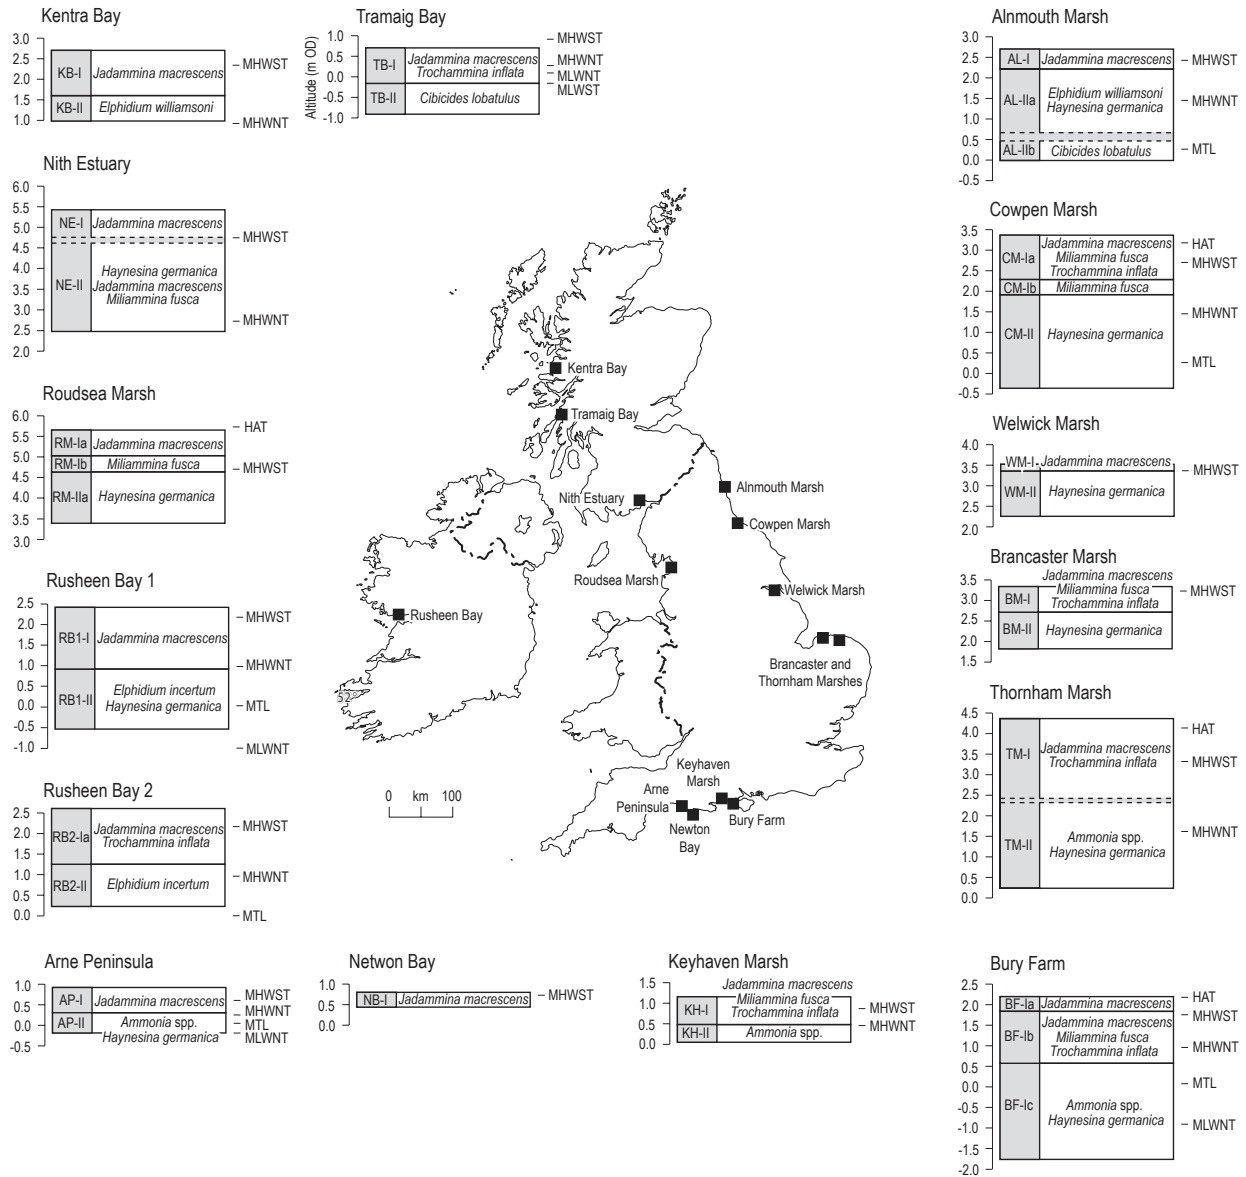 Kentra Bay
3.0
2.5
2.0
1.5
1.0
KB-I
Jadammina macrescens
KB-II
Elphidium williamsoni
MHWST
MHWNT
Tramaig Bay
Altitude (m OD)
1.0
0.5
0.0
-0.5
-1.0
TB-I
Jadammina macrescens
Trochammina inflata
TB-II
Cibicides lobatulus
MHWST
MHWNT
MLWNT
MLWST
Alnmouth Marsh
3.0
2.5
2.0
1.5
1.0
0.5
0.0
-0.5
AL-I
Jadammina macrescens
AL-IIa
Elphidium williamsoni
Haynesina germanica
AL-IIb
Cibicides lobatulus
MHWST
MHWNT
MTL
Nith Estuary
6.0
5.5
5.0
4.5
4.0
3.5
3.0
2.5
2.0
NE-I
Jadammina macrescens
NE-II
Haynesina germanica
Jadammina macrescens
Miliammina fusca
MHWST
MHWNT
Cowpen Marsh
3.5
3.0
2.5
2.0
1.5
1.0
0.5
0.0
-0.5
CM-Ia
Jadammina macrescens
Miliammina fusca
Trochammina inflata
CM-Ib
Miliammina fusca
CM-II
Haynesina germanica
HAT
MHWST
MHWNT
MTL
Roudsea Marsh
6.0
5.5
5.0
4.5
4.0
3.5
3.0
RM-Ia
Jadammina macrescens
RM-Ib
Miliammina fusca
RM-IIa
Haynesina germanica
HAT
MHWST
Welwick Marsh
4.0
3.5
3.0
2.5
2.0
WM-I
Jadammina macrescens
WM-II
Haynesina germanica
MHWST
Brancaster Marsh
3.5
3.0
2.5
2.0
1.5
BM-I
Jadammina macrescens
Miliammina fusca
Trochammina inflata
BM-II
Haynesina germanica
MHWST
Rusheen Bay 1
2.5
2.0
1.5
1.0
0.5
0.0
-0.5
-1.0
RB1-I
Jadammina macrescens
RB1-II
Elphidium incertum
Haynesina germanica
MHWST
MHWNT
MTL
MLWNT
Thornham Marsh
4.5
4.0
3.5
3.0
2.5
2.0
1.5
1.0
0.5
0.0
TM-I
Jadammina macrescens
Trochammina inflata
TM-II
Ammonia spp.
Haynesina germanica
HAT
MHWST
MHWNT
Rusheen Bay 2
2.5
2.0
1.5
1.0
0.5
0.0
RB2-Ia
Jadammina macrescens
Trochammina inflata
RB2-II
Elphidium incertum
MHWST
MHWNT
MTL
Kentra Bay
Tramaig Bay
Nith Estuary
Alnmouth Marsh
Cowpen Marsh
Roudsea Marsh
Welwick Marsh
Rusheen Bay
Brancaster and
Thornham Marshes
52°
Keyhaven
Marsh
Arne
Peninsula
Newton
Bay
Bury Farm
0 km 100
Arne Peninsula
1.0
0.5
0.0
-0.5
AP-I
Jadammina macrescens
AP-II
Ammonia spp.
Haynesina germanica
MHWST
MHWNT
MTL
MLWNT
Netwon Bay
1.0
0.5
0.0
NB-I
Jadammina macrescens
MHWST
Keyhaven Marsh
1.5
1.0
0.5
0.0
KH-I
Jadammina macrescens
Miliammina fusca
Trochammina inflata
KH-II
Ammonia spp.
MHWST
MHWNT
Bury Farm
2.5
2.0
1.5
1.0
0.5
0.0
-0.5
-1.0
-1.5
-2.0
BF-Ia
Jadammina macrescens
BF-Ib
Jadammina macrescens
Miliammina fusca
Trochammina inflata
BF-Ic
Ammonia spp.
Haynesina germanica
HAT
MHWST
MHWNT
MTL
MLWNT